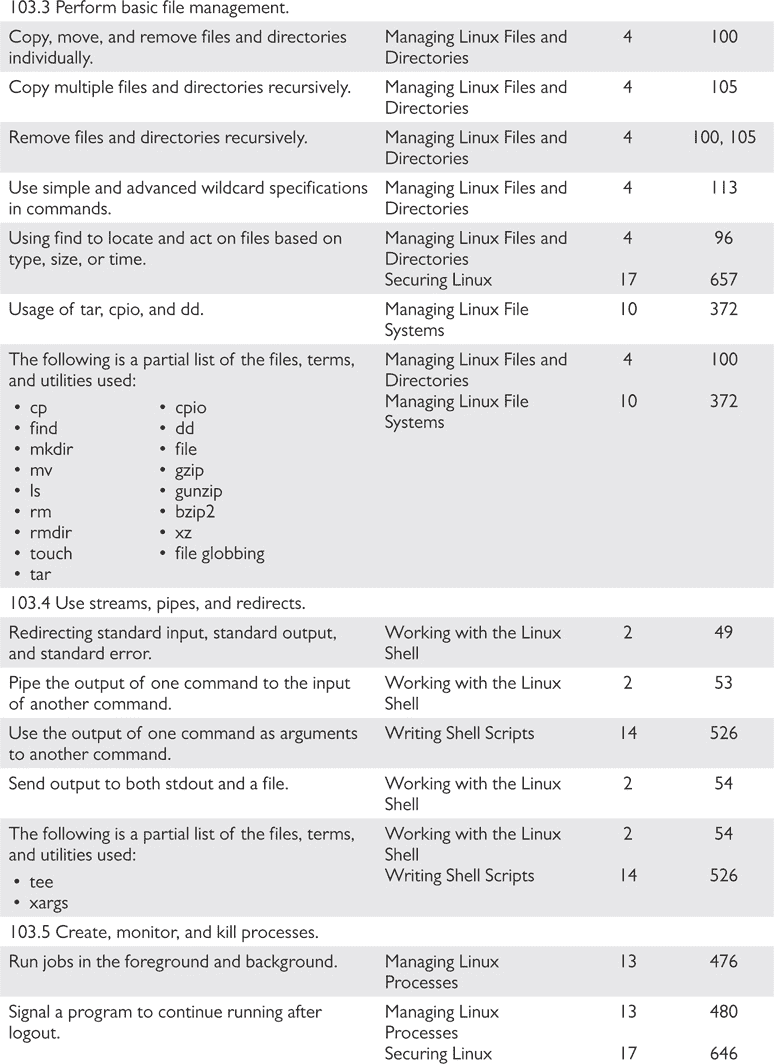 103.3 Perform basic file management.
Copy, move, and remove files and directories individually. Managing Linux Files and Directories 4 100
Copy multiple files and directories recursively. Managing Linux Files and Directories 4 105
Remove files and directories recursively. Managing Linux Files and Directories 4 100, 105
Use simple and advanced wildcard specifications in commands. Managing Linux Files and Directories 4 113
Using find to locate and act on files based on type, size, or time. Managing Linux Files and Directories 4 96
Securing Linux 17 657
Usage of tar, cpio, and dd. Managing Linux File Systems 10 372
The following is a partial list of the files, terms, and utilities used: Managing Linux Files and Directories 4 100
Managing Linux File Systems 10 372
• cp
• find
• mkdir
• mv
• ls
• rm
• rmdir
• touch
• tar
• cpio
• dd
• file
• gzip
• gunzip
• bzip2
• xz
• file globbing
103.4 Use streams, pipes, and redirects.
Redirecting standard input, standard output, and standard error. Working with the Linux Shell 2 49
Pipe the output of one command to the input of another command. Working with the Linux Shell 2 53
Use the output of one command as arguments to another command. Writing Shell Scripts 14 526
Send output to both stdout and a file. Working with the Linux Shell 2 54
The following is a partial list of the files, terms, and utilities used: Working with the Linux Shell 2 54
Writing Shell Scripts 14 526
• tee
• xargs
103.5 Create, monitor, and kill processes.
Run jobs in the foreground and background. Managing Linux Processes 13 476
Signal a program to continue running after logout. Managing Linux Processes 13 480
Securing Linux 17 646